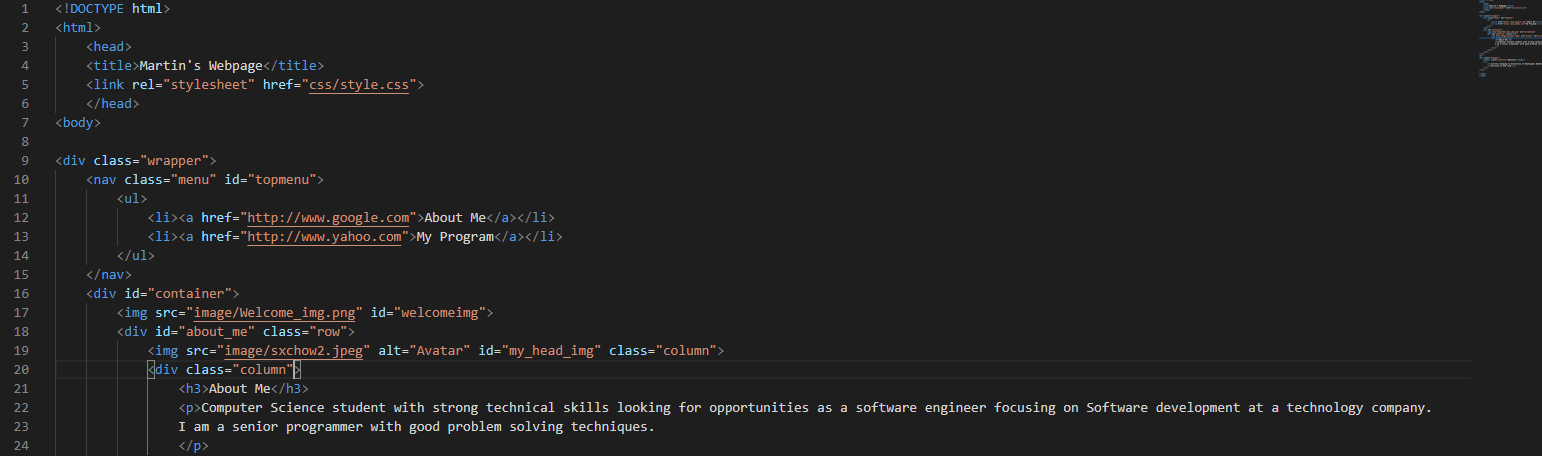 1 <!DOCTYPE html>
2 <html>
3     <head>
4     <title>Martin's Webpage</title>
5     <link rel="stylesheet" href="css/style.css">
6     </head>
7 <body>
8
9 <div class="wrapper">
10     <nav class="menu" id="topmenu">
11         <ul>
12             <li><a href="http://www.google.com">About Me</a></li>
13             <li><a href="http://www.yahoo.com">My Program</a></li>
14         </ul>
15     </nav>
16     <div id="container">
17         <img src="image/Welcome_img.png" id="welcomeimg">
18         <div id="about_me" class="row">
19             <img src="image/sxchow2.jpeg" alt="Avatar" id="my_head_img" class="column">
20             <div class="column">
21                 <h3>About Me</h3>
22                 <p>Computer Science student with strong technical skills looking for opportunities as a software engineer focusing on Software development at a technology company.
23                 I am a senior programmer with good problem solving techniques.
24                 </p>